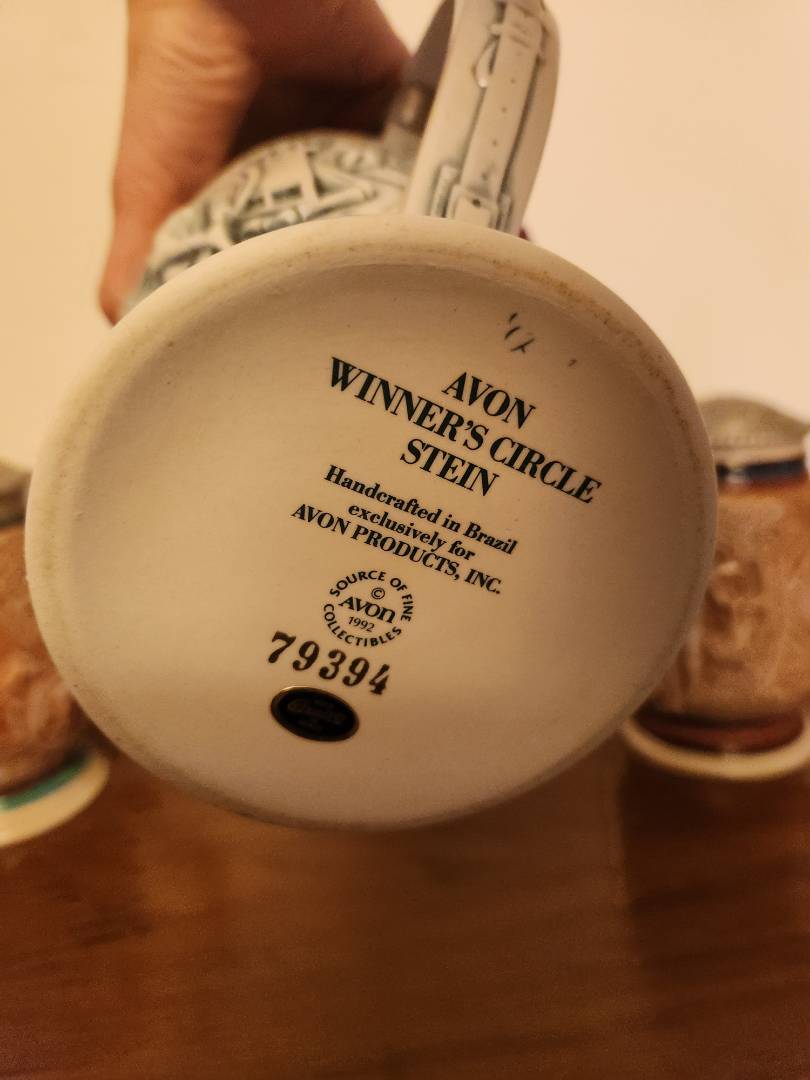 AVON
WINNER'S CIRCLE
STEIN
Handcrafted in Brazil
exclusively for
AVON PRODUCTS, INC.
SOURCE OF FINE
©
AVON
1992
COLLECTIBLES
79394